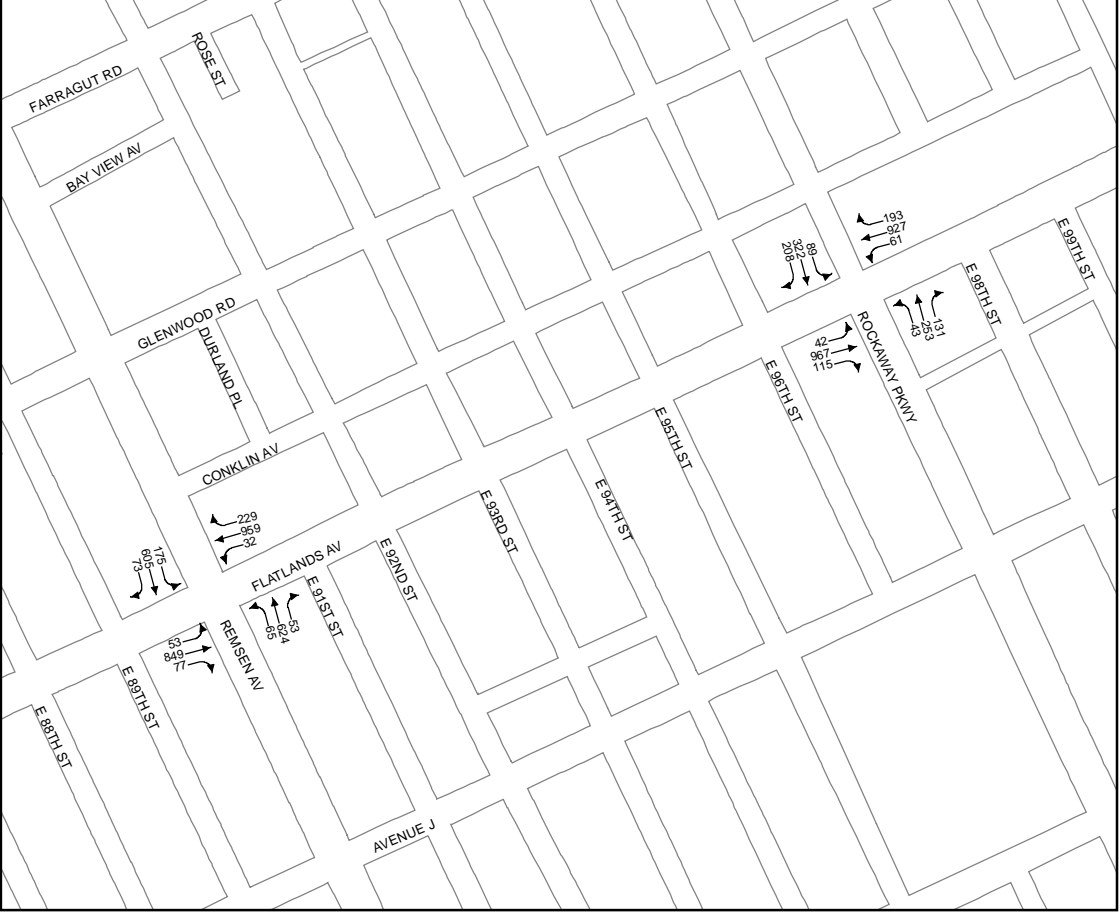 ROSE ST
FARRAGUT RD
BAY VIEW AV
193
927
61
E 99TH ST
208
322
89
E 98TH ST
GLENWOOD RD
DURLAND PL
43
253
131
42
967
115
ROCKAWAY PKWY
E 96TH ST
E 95TH ST
CONKLIN AV
E 94TH ST
E 93RD ST
229
959
32
73
605
175
FLATLANDS AV
E 92ND ST
E 91ST ST
65
624
53
53
849
77
REMSEN AV
E 89TH ST
E 88TH ST
AVENUE J